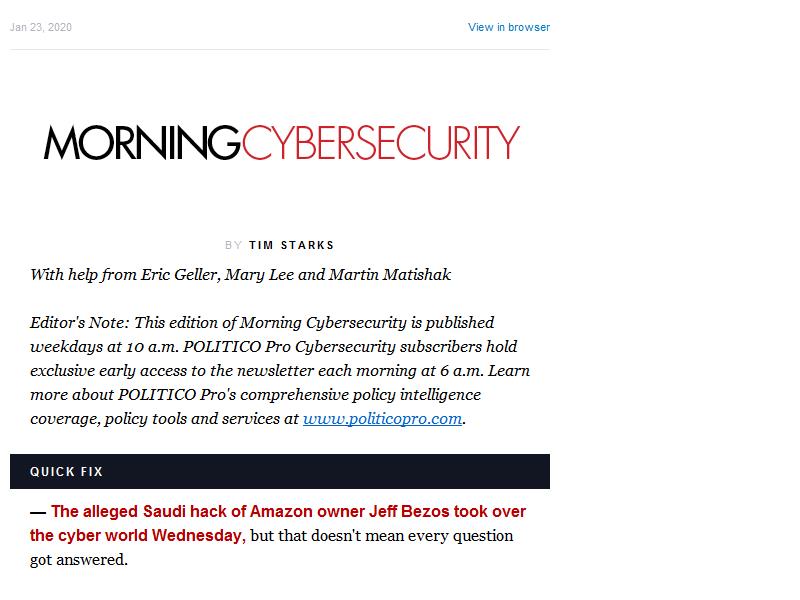 Jan 23, 2020 View in browser
MORNINGCYBERSECURITY
BY TIM STARKS
With help from Eric Geller, Mary Lee and Martin Matishak
Editor's Note: This edition of Morning Cybersecurity is published
weekdays at 10 a.m. POLITICO Pro Cybersecurity subscribers hold
exclusive early access to the newsletter each morning at 6 a.m. Learn
more about POLITICO Pro's comprehensive policy intelligence
coverage, policy tools and services at www.politicopro.com.
QUICK FIX
— The alleged Saudi hack of Amazon owner Jeff Bezos took over
the cyber world Wednesday, but that doesn't mean every question
got answered.